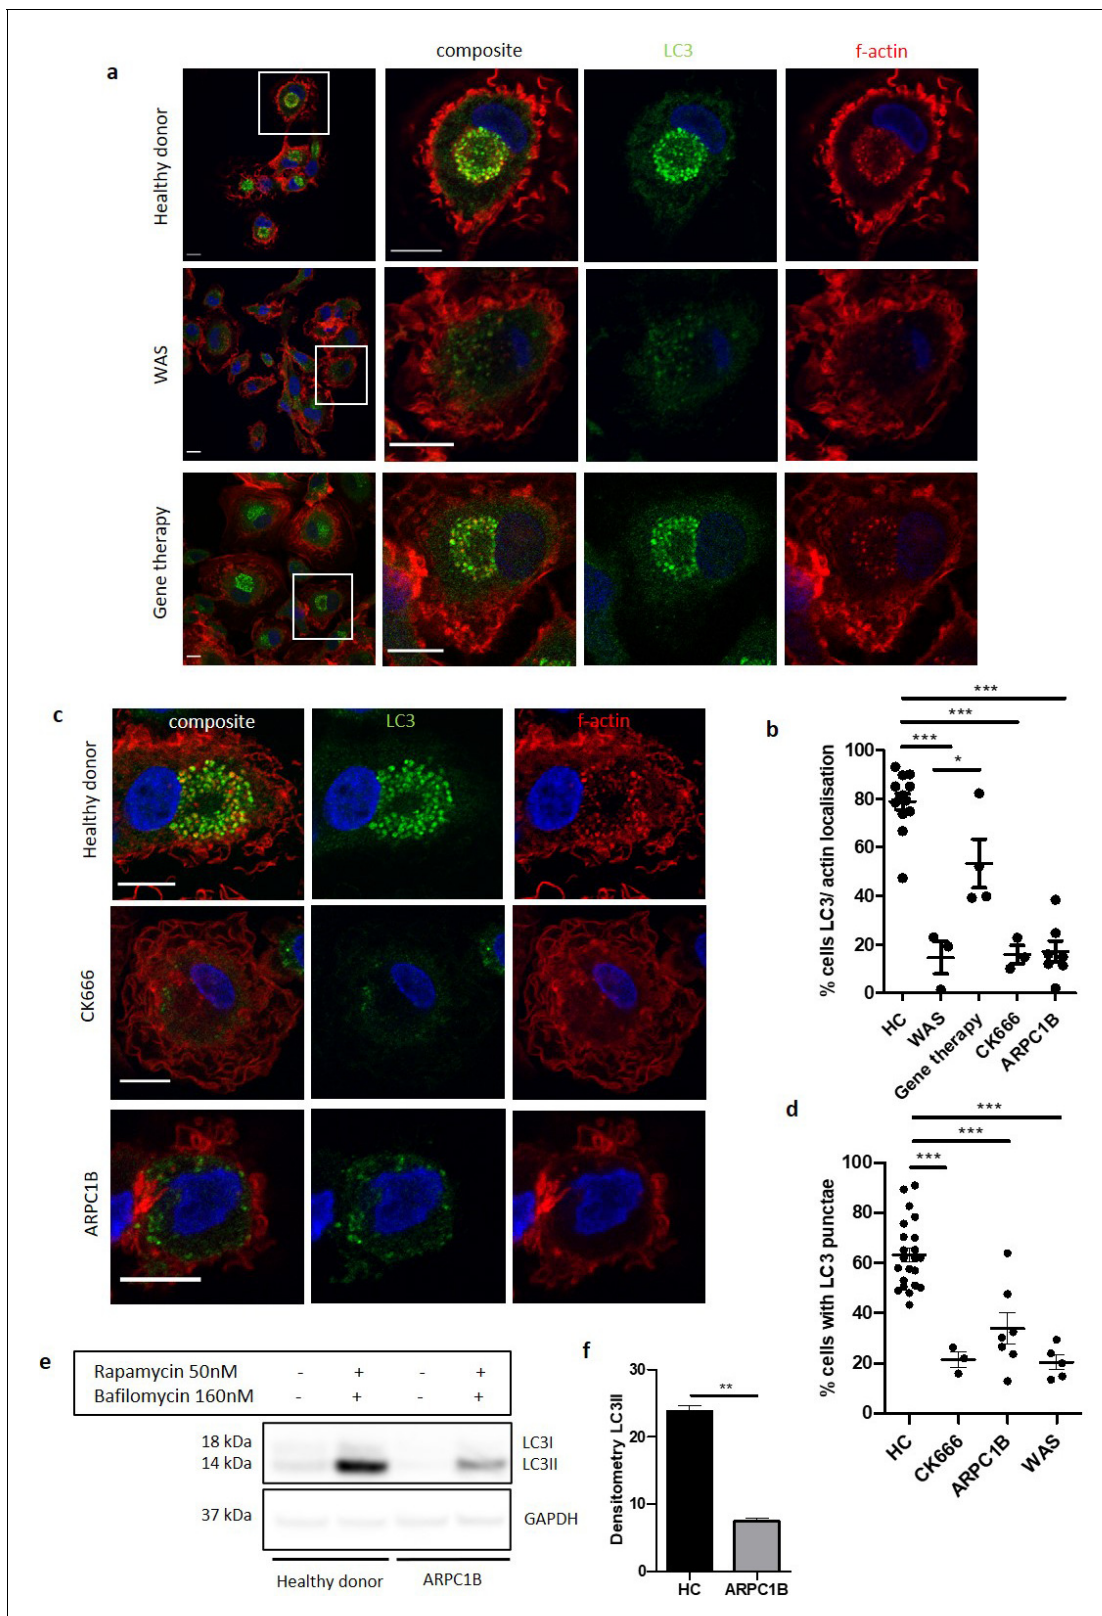 a
composite
LC3
f-actin
Healthy donor
WAS
Gene therapy
c
composite
LC3
f-actin
Healthy donor
CK666
ARPC1B
b
***
***
***
*
% cells LC3/ actin localisation
100
80
60
40
20
0
HC
WAS
Gene therapy
CK666
ARPC1B
d
***
***
***
% cells with LC3 punctae
100
80
60
40
20
0
HC
CK666
ARPC1B
WAS
e
Rapamycin 50nM - + - +
Bafilomycin 160nM - + - +
18 kDa LC3I
14 kDa LC3II
37 kDa GAPDH
Healthy donor ARPC1B
f
**
Densitometry LC3II
30
20
10
0
HC ARPC1B